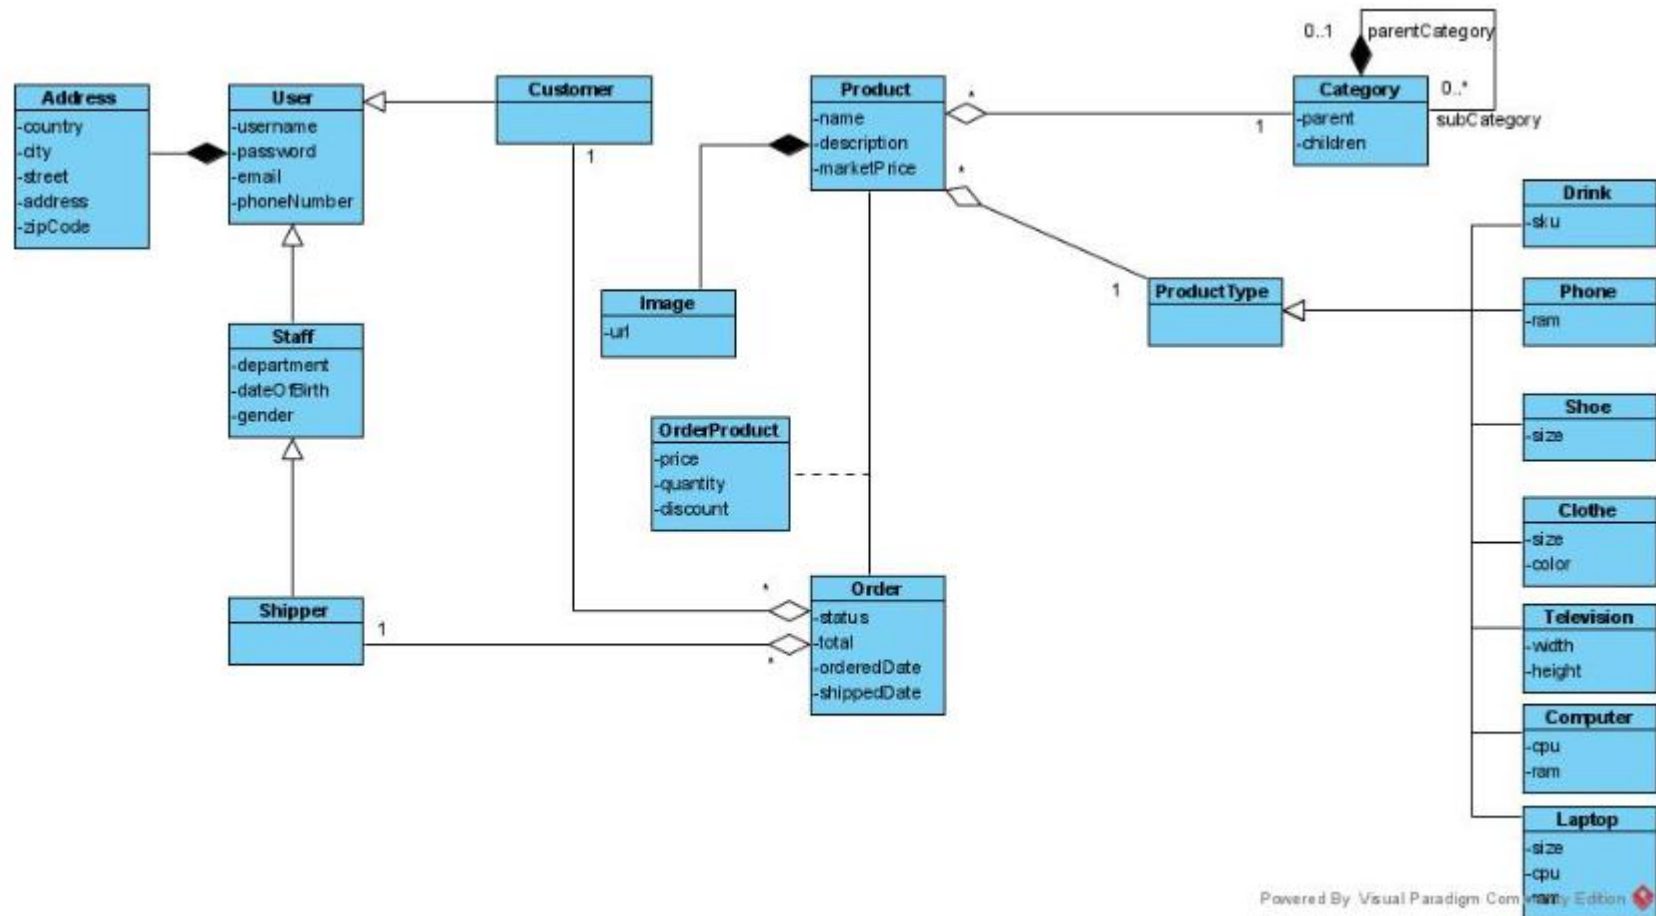 0..1
parentCategory
0..*
subCategory
Address
-country
-city
-street
-address
-zipCode
User
-username
-password
-email
-phoneNumber
Customer
1
Product
-name
-description
-marketPrice
*
1
*
1
Category
-parent
-children
Image
-url
ProductType
Staff
-department
-dateOfBirth
-gender
OrderProduct
-price
-quantity
-discount
Shipper
1
*
*
Order
-status
-total
-orderedDate
-shippedDate
Drink
-sku
Phone
-ram
Shoe
-size
Clothe
-size
-color
Television
-width
-height
Computer
-cpu
-ram
Laptop
-size
-cpu
-ram
Powered By Visual Paradigm Community Edition